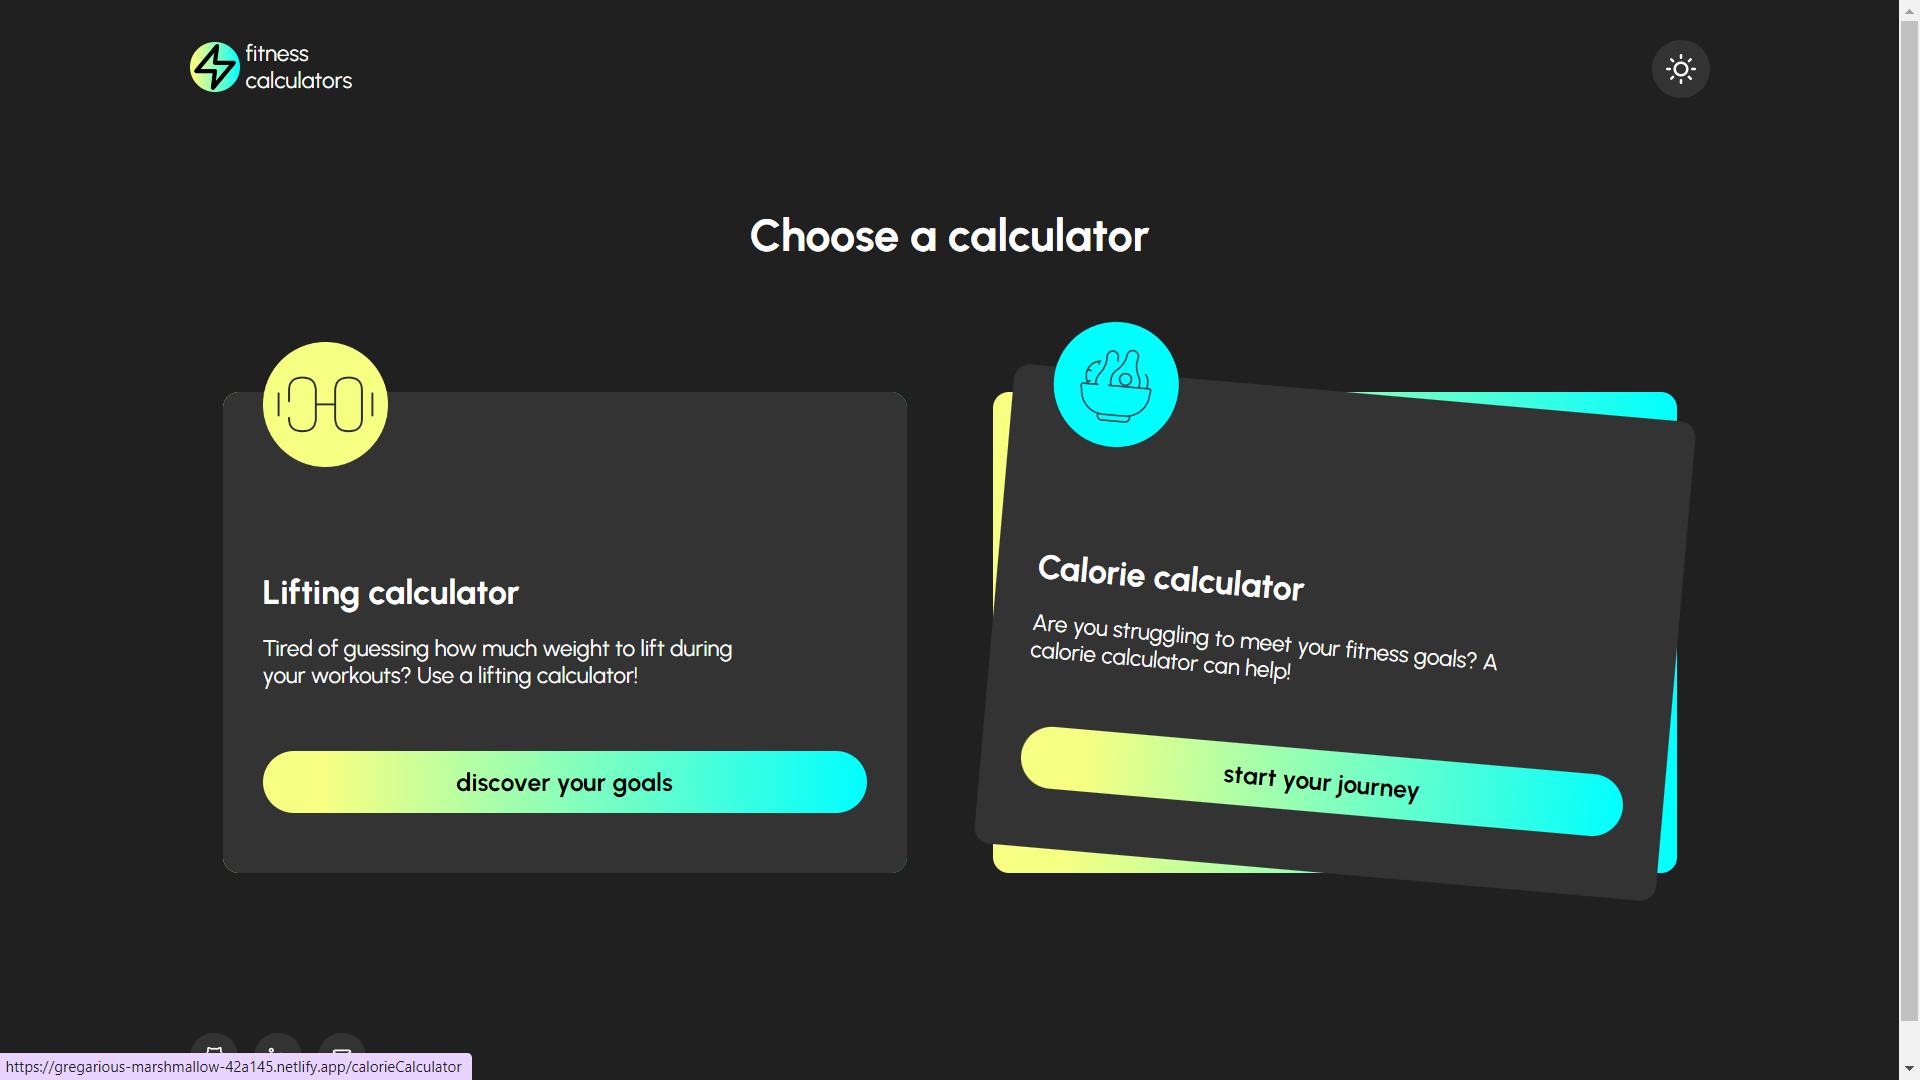 fitness
calculators
Choose a calculator
Lifting calculator
Tired of guessing how much weight to lift during
your workouts? Use a lifting calculator!
discover your goals
Calorie calculator
Are you struggling to meet your fitness goals? A
calorie calculator can help!
start your journey
https://gregarious-marshmallow-42a145.netlify.app/calorieCalculator